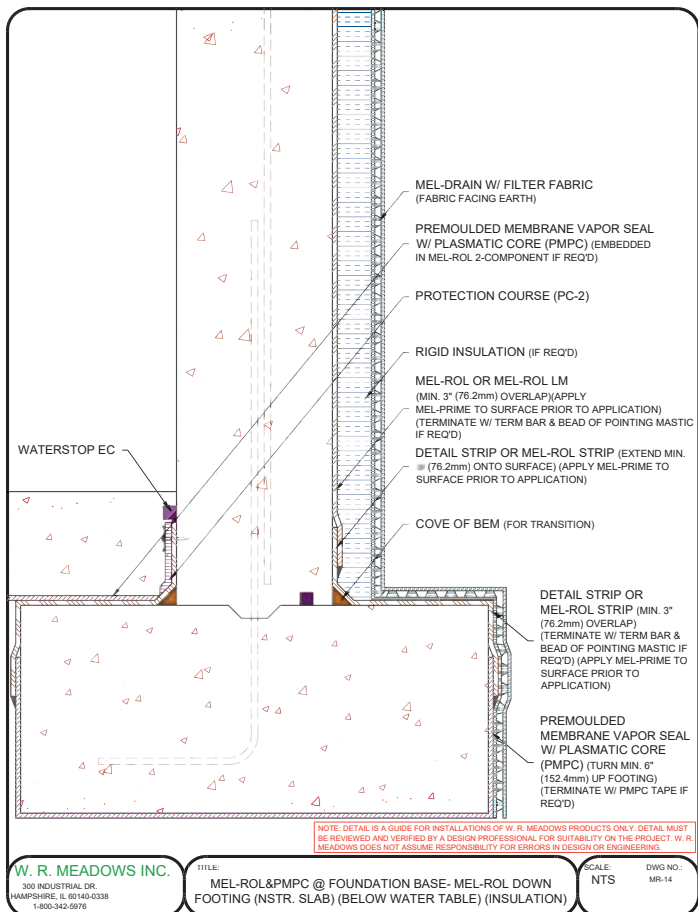 MEL-DRAIN W/ FILTER FABRIC
(FABRIC FACING EARTH)
PREMOULDED MEMBRANE VAPOR SEAL
W/ PLASMATIC CORE (PMPC) (EMBEDDED
IN MEL-ROL 2-COMPONENT IF REQ'D)
PROTECTION COURSE (PC-2)
RIGID INSULATION (IF REQ'D)
MEL-ROL OR MEL-ROL LM
(MIN. 3" (76.2mm) OVERLAP)(APPLY
MEL-PRIME TO SURFACE PRIOR TO APPLICATION)
(TERMINATE W/ TERM BAR & BEAD OF POINTING MASTIC
IF REQ'D)
WATERSTOP EC
DETAIL STRIP OR MEL-ROL STRIP (EXTEND MIN.
(76.2mm) ONTO SURFACE) (APPLY MEL-PRIME TO
SURFACE PRIOR TO APPLICATION)
COVE OF BEM (FOR TRANSITION)
DETAIL STRIP OR
MEL-ROL STRIP (MIN. 3"
(76.2mm) OVERLAP)
(TERMINATE W/ TERM BAR &
BEAD OF POINTING MASTIC IF
REQ'D) (APPLY MEL-PRIME TO
SURFACE PRIOR TO
APPLICATION)
PREMOULDED
MEMBRANE VAPOR SEAL
W/ PLASMATIC CORE
(PMPC) (TURN MIN. 6"
(152.4mm) UP FOOTING)
(TERMINATE W/ PMPC TAPE IF
REQ'D)
NOTE: DETAIL IS A GUIDE FOR INSTALLATIONS OF W. R. MEADOWS PRODUCTS ONLY. DETAIL MUST
BE REVIEWED AND VERIFIED BY A DESIGN PROFESSIONAL FOR SUITABILITY ON THE PROJECT. W. R.
MEADOWS DOES NOT ASSUME RESPONSIBILITY FOR ERRORS IN DESIGN OR ENGINEERING.
W. R. MEADOWS INC.
300 INDUSTRIAL DR.
HAMPSHIRE, IL 60140-0338
1-800-342-5976
TITLE:
MEL-ROL&PMPC @ FOUNDATION BASE- MEL-ROL DOWN
FOOTING (NSTR. SLAB) (BELOW WATER TABLE) (INSULATION)
SCALE:
NTS
DWG NO.:
MR-14